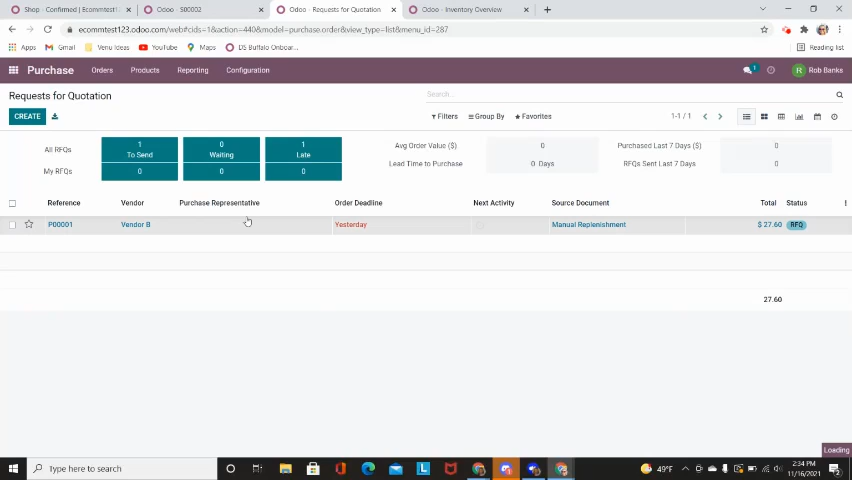 Shop - Confirmed | Ecommtest1
Odoo - S00002
Odoo - Requests for Quotation
Odoo - Inventory Overview
ecommtest123.odoo.com/web#cids=1&action=440&model=purchase.order&view_type=list&menu_id=287
Apps Gmail Venu Ideas YouTube Maps DS Buffalo Onboar... Reading list
Purchase Orders Products Reporting Configuration 1 Rob Banks
Requests for Quotation Search...
CREATE Filters Group By Favorites 1-1 / 1
All RFQs 1 To Send 0 Waiting 1 Late
My RFQs 0 0 0
Avg Order Value ($) 0 Purchased Last 7 Days ($) 0
Lead Time to Purchase 0 Days RFQs Sent Last 7 Days 0
Reference Vendor Purchase Representative Order Deadline Next Activity Source Document Total Status
P00001 Vendor B Yesterday Manual Replenishment $ 27.60 RFQ
27.60
Loading
Type here to search 49°F 2:34 PM
11/16/2021 2